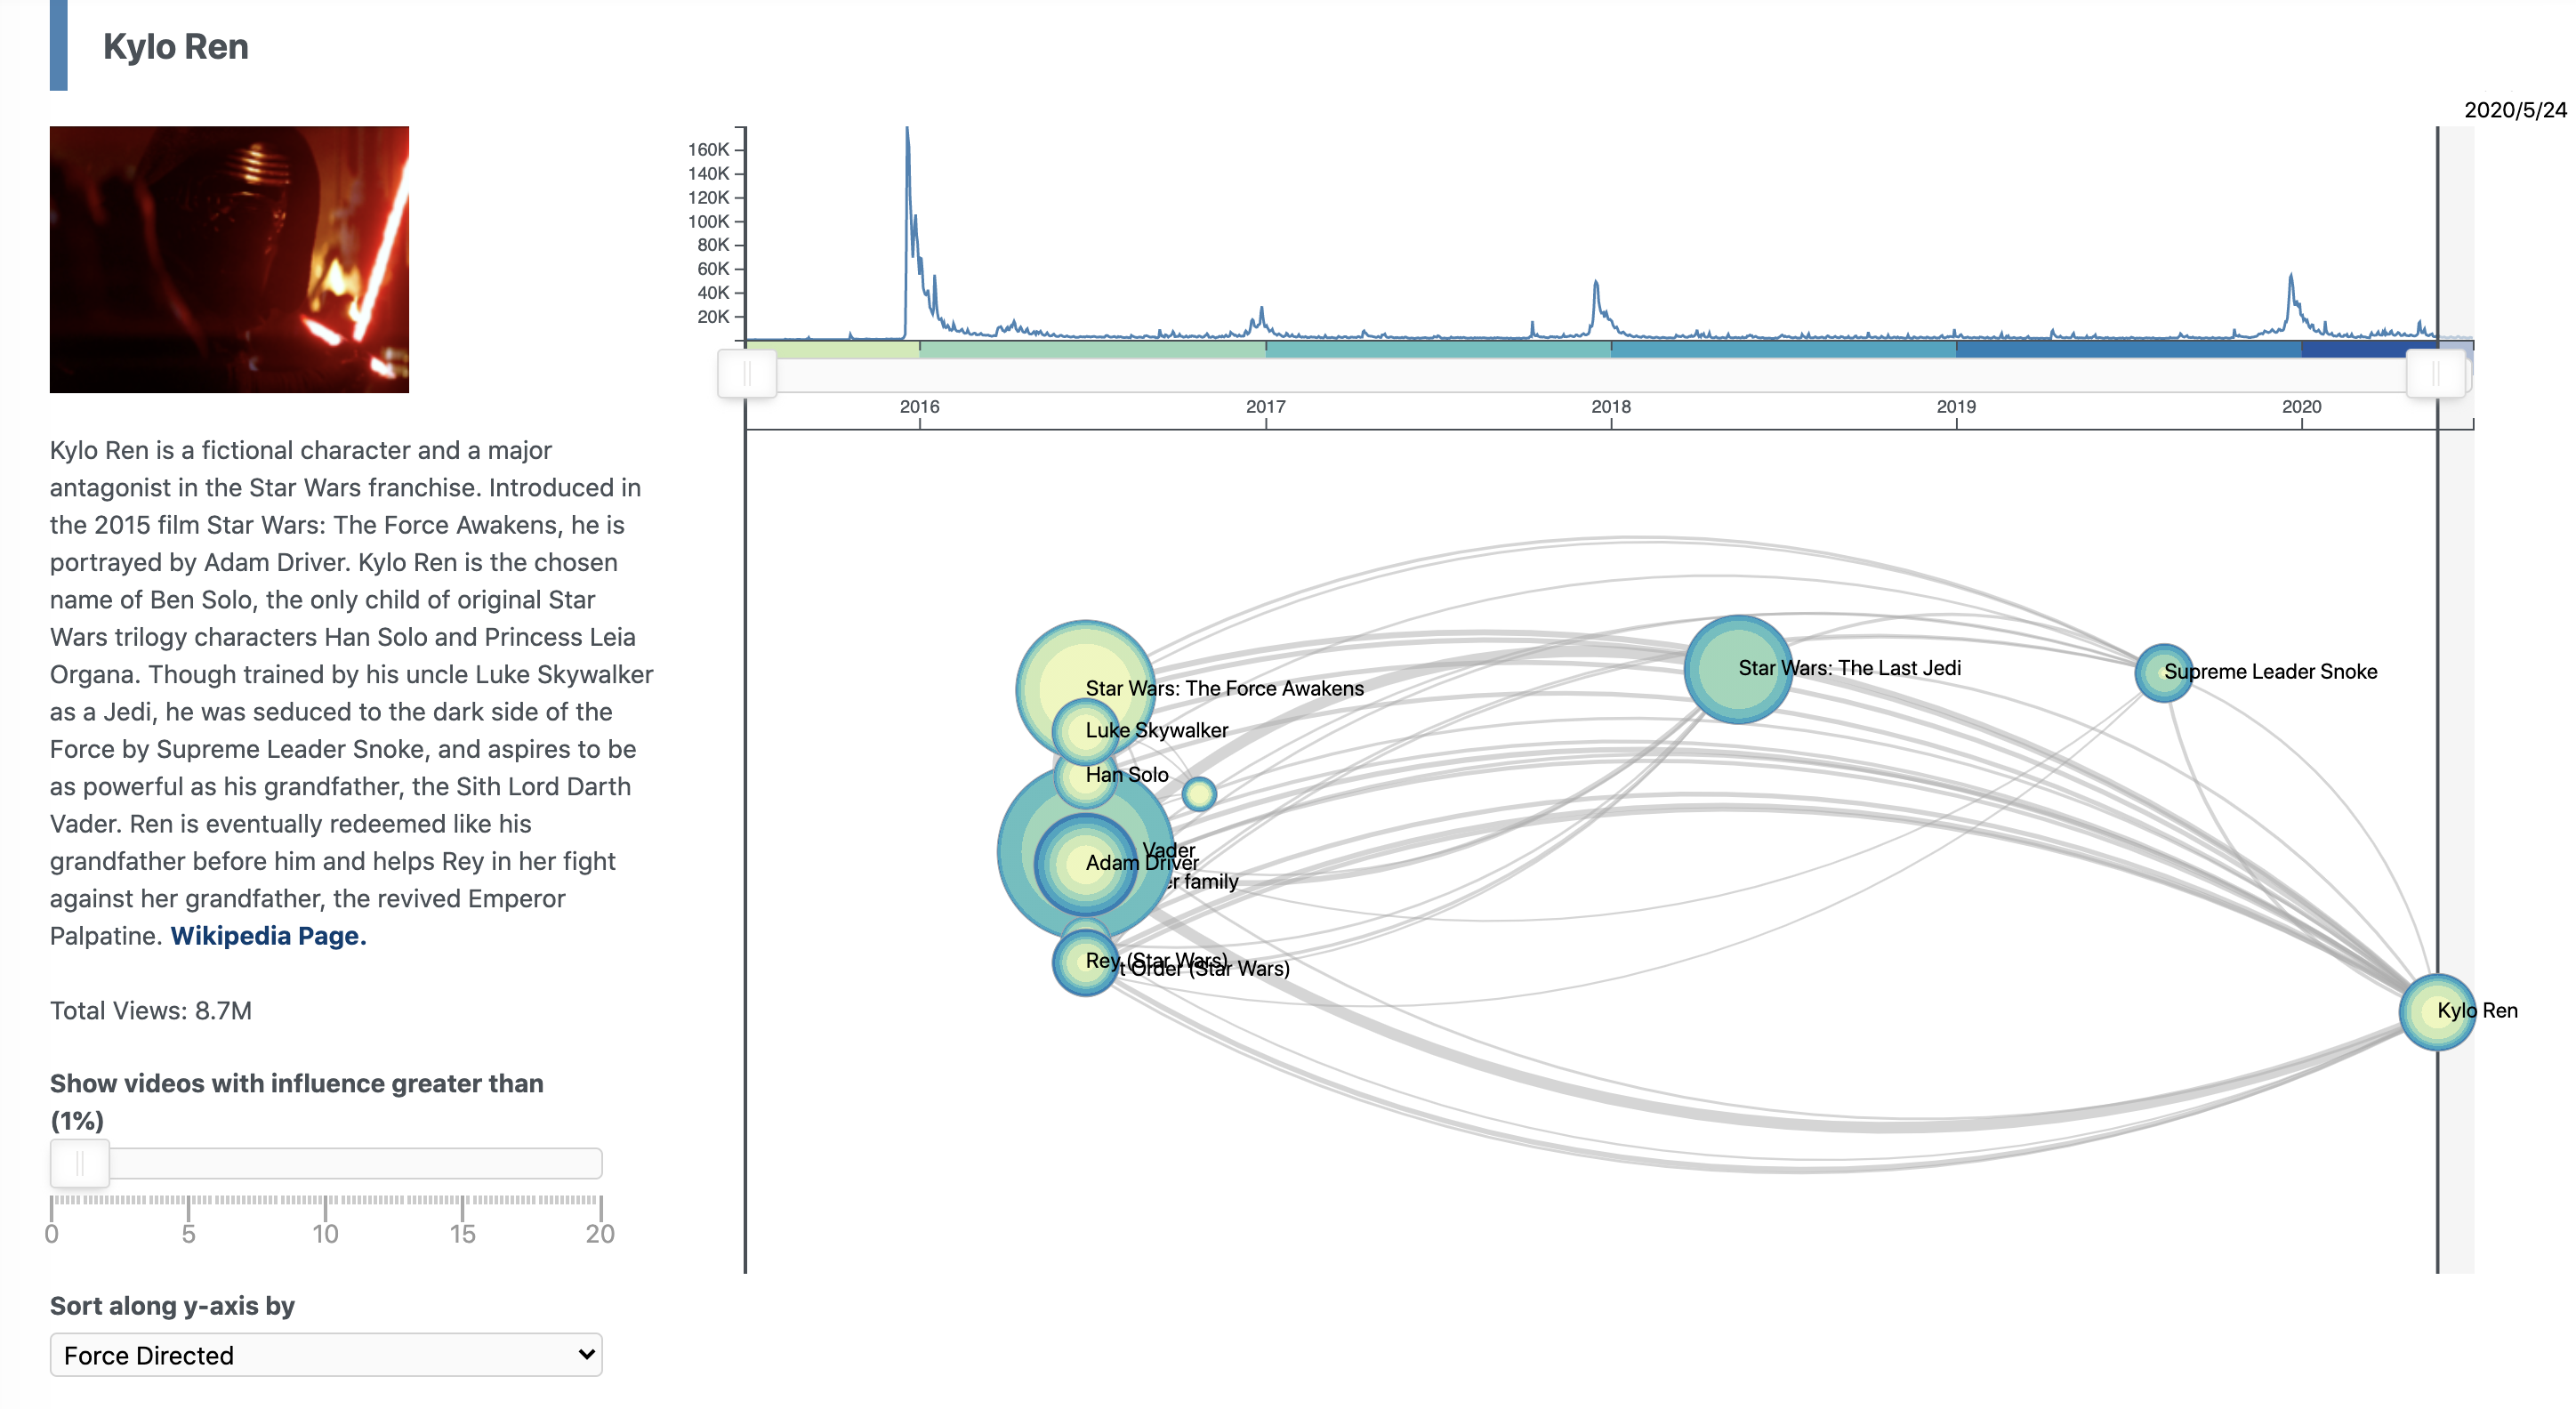 Kylo Ren
2020/5/24
160K
140K
120K
100K
80K
60K
40K
20K
2016 2017 2018 2019 2020
Kylo Ren is a fictional character and a major
antagonist in the Star Wars franchise. Introduced in
the 2015 film Star Wars: The Force Awakens, he is
portrayed by Adam Driver. Kylo Ren is the chosen
name of Ben Solo, the only child of original Star
Wars trilogy characters Han Solo and Princess Leia
Organa. Though trained by his uncle Luke Skywalker
as a Jedi, he was seduced to the dark side of the
Force by Supreme Leader Snoke, and aspires to be
as powerful as his grandfather, the Sith Lord Darth
Vader. Ren is eventually redeemed like his
grandfather before him and helps Rey in her fight
against her grandfather, the revived Emperor
Palpatine. Wikipedia Page.
Total Views: 8.7M
Show videos with influence greater than
(1%)
0 5 10 15 20
Sort along y-axis by
Force Directed
Star Wars: The Force Awakens
Luke Skywalker
Han Solo
Vader
Adam Driver
family
Rey (Star Wars)
Order (Star Wars)
Star Wars: The Last Jedi
Supreme Leader Snoke
Kylo Ren